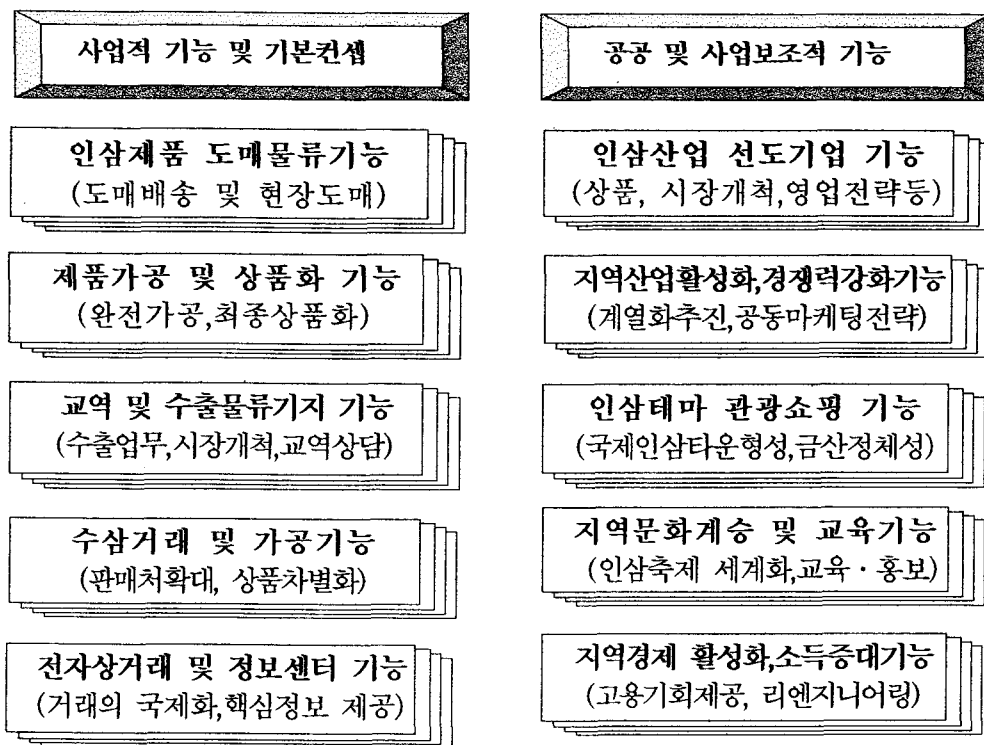 사업적 기능 및 기본컨셉
인삼제품 도매물류기능
(도매배송 및 현장도매)
제품가공 및 상품화 기능
(완전가공,최종상품화)
교역 및 수출물류기지 기능
(수출업무,시장개척,교역상담)
수삼거래 및 가공기능
(판매처확대, 상품차별화)
전자상거래 및 정보센터 기능
(거래의 국제화,핵심정보 제공)
공공 및 사업보조적 기능
인삼산업 선도기업 기능
(상품, 시장개척,영업전략등)
지역산업활성화,경쟁력강화기능
(계열화추진,공동마케팅전략)
인삼테마 관광쇼핑 기능
(국제인삼타운형성,금산정체성)
지역문화계승 및 교육기능
(인삼축제 세계화,교육·홍보)
지역경제 활성화,소득증대기능
(고용기회제공, 리엔지니어링)